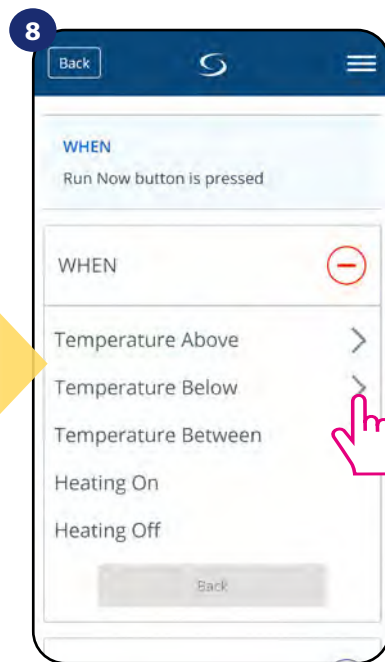 8
Back
WHEN
Run Now button is pressed
WHEN
Temperature Above
Temperature Below
Temperature Between
Heating On
Heating Off
Back